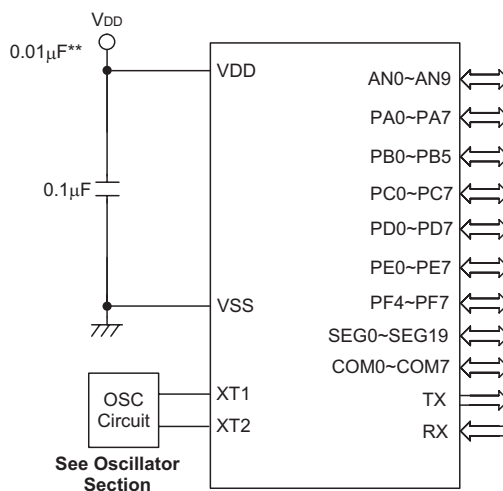 VDD
0.01μF**
VDD
0.1μF
VSS
OSC
Circuit
XT1
XT2
See Oscillator
Section
AN0~AN9
PA0~PA7
PB0~PB5
PC0~PC7
PD0~PD7
PE0~PE7
PF4~PF7
SEG0~SEG19
COM0~COM7
TX
RX